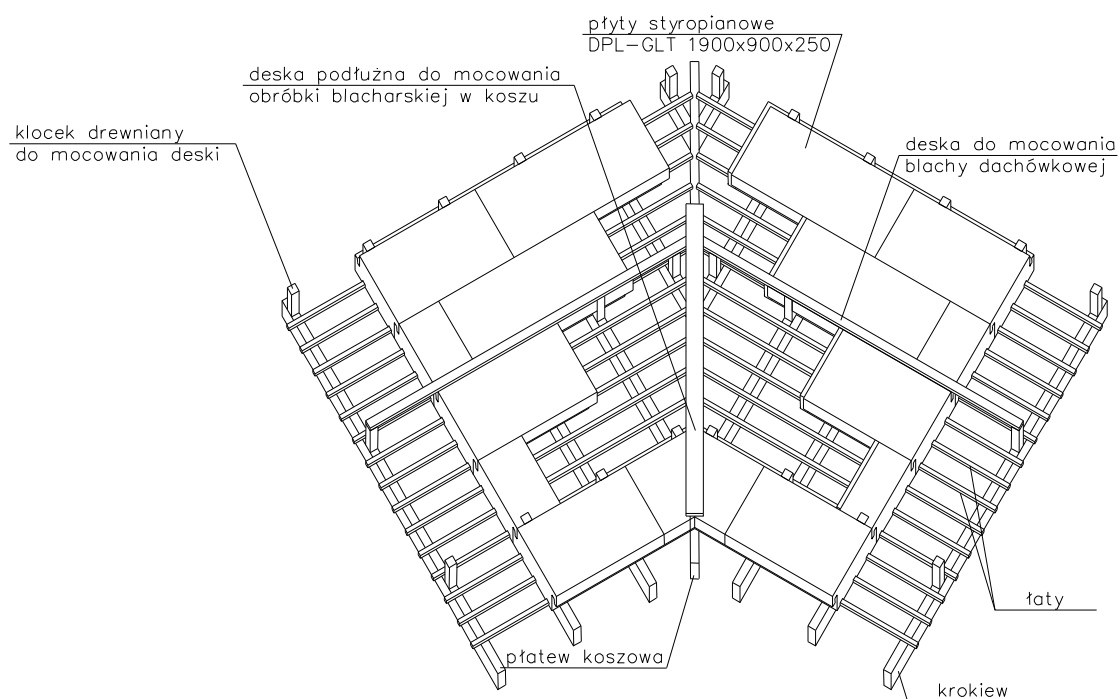 płyty styropianowe
DPL-GLT 1900x900x250
deska podłużna do mocowania
obróbki blacharskiej w koszu
klocek drewniany
do mocowania deski
deska do mocowania
blachy dachówkowej
łaty
płatew koszowa
krokiew